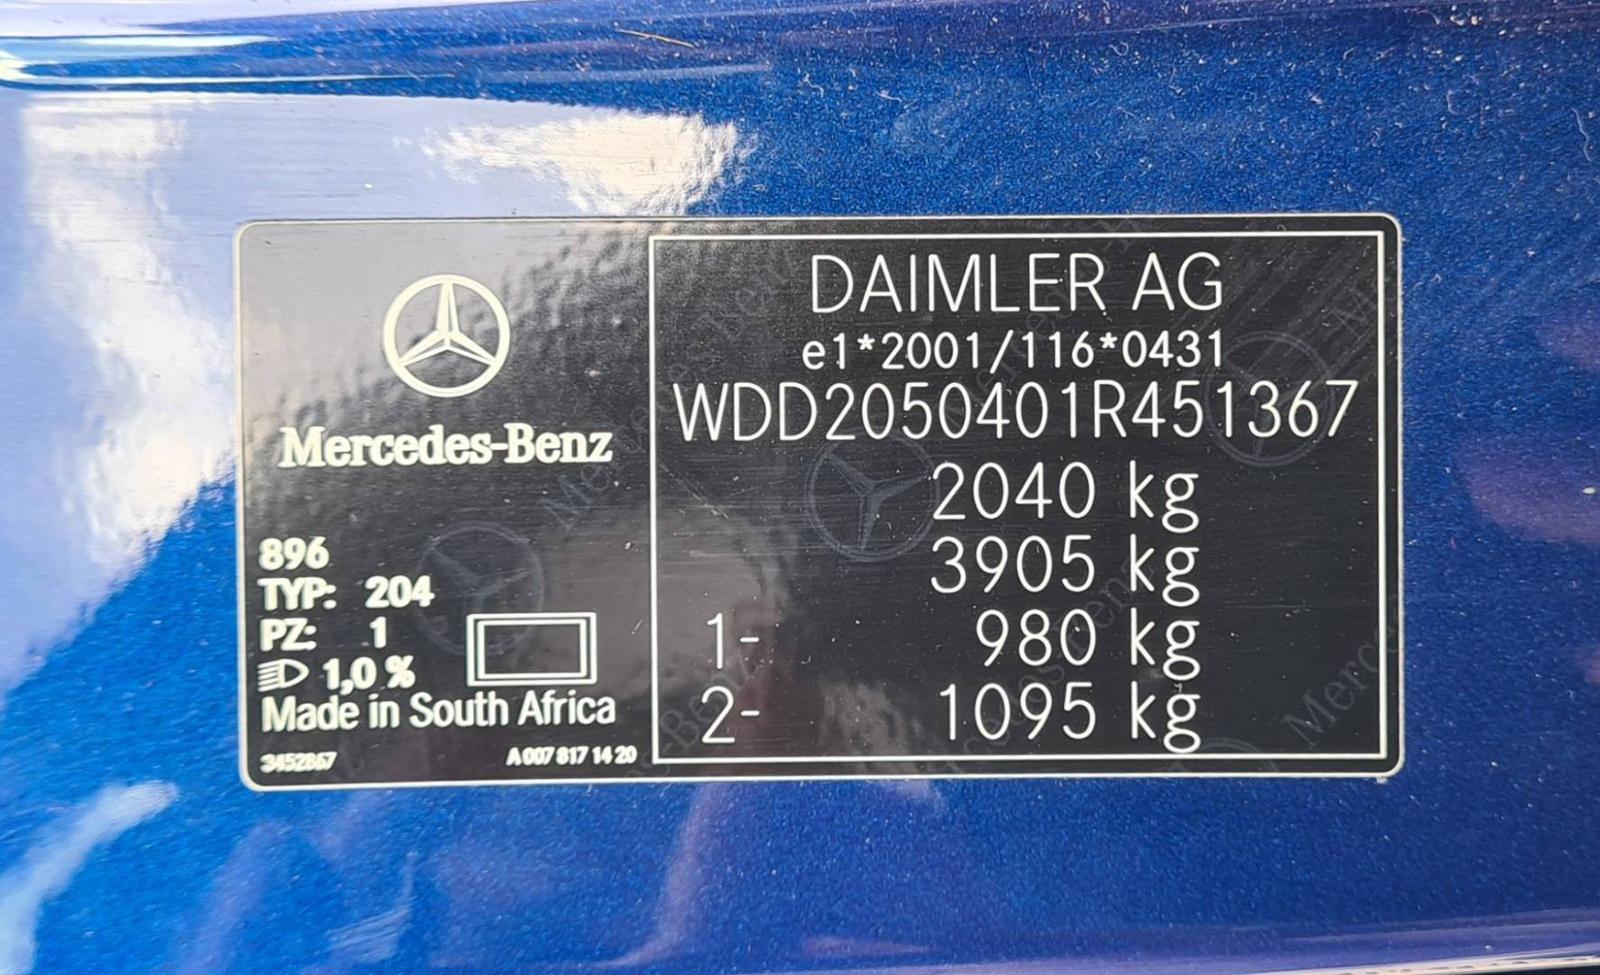 Mercedes-Benz
896
TYP: 204
PZ: 1
1,0 %
Made in South Africa
3452867
A 007 817 14 20
DAIMLER AG
e1*2001/116*0431
WDD2050401R451367
2040 kg
3905 kg
1- 980 kg
2- 1095 kg